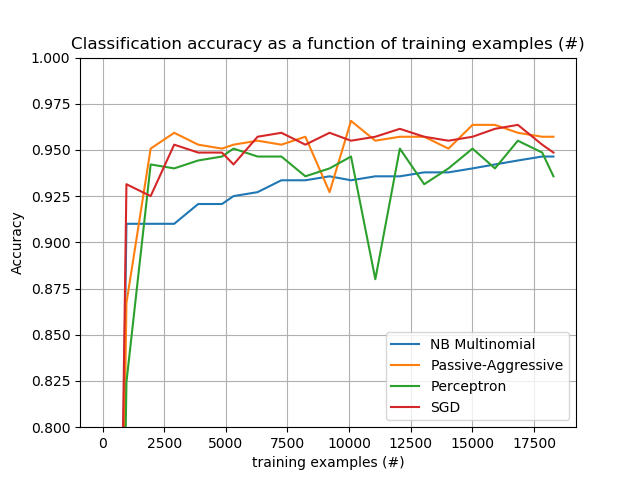 Classification accuracy as a function of training examples (#)
1.000
0.975
0.950
0.925
0.900
0.875
0.850
0.825
0.800
Accuracy
NB Multinomial
Passive-Aggressive
Perceptron
SGD
0 2500 5000 7500 10000 12500 15000 17500
training examples (#)